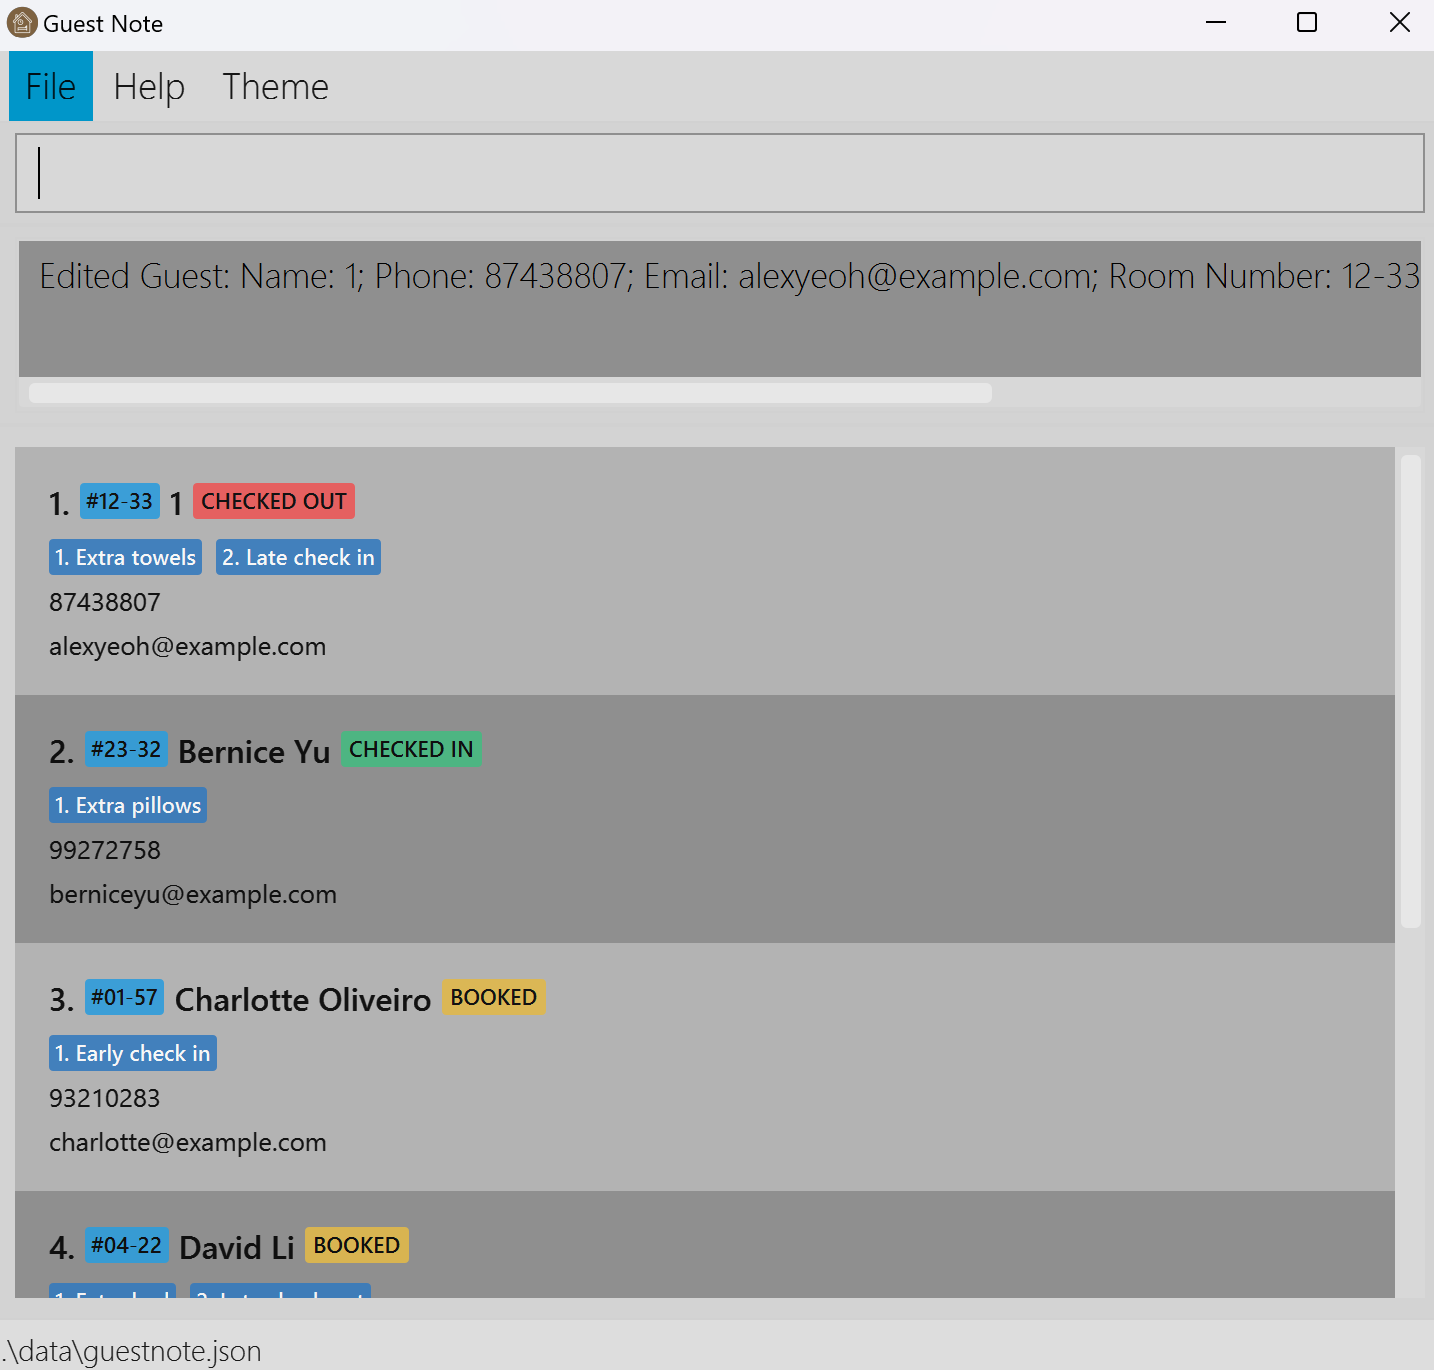 Guest Note
File Help Theme
Edited Guest: Name: 1; Phone: 87438807; Email: alexyeoh@example.com; Room Number: 12-33
1. #12-33 1 CHECKED OUT
1. Extra towels 2. Late check in
87438807
alexyeoh@example.com
2. #23-32 Bernice Yu CHECKED IN
1. Extra pillows
99272758
berniceyu@example.com
3. #01-57 Charlotte Oliveiro BOOKED
1. Early check in
93210283
charlotte@example.com
4. #04-22 David Li BOOKED
.\data\guestnote.json